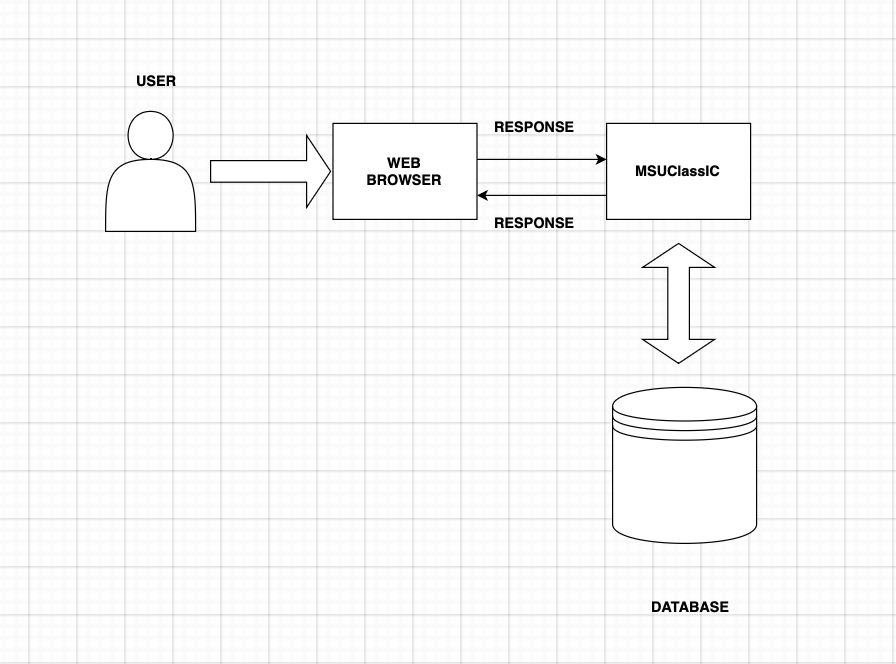 USER
RESPONSE
WEB
BROWSER
MSUClassIC
RESPONSE
DATABASE